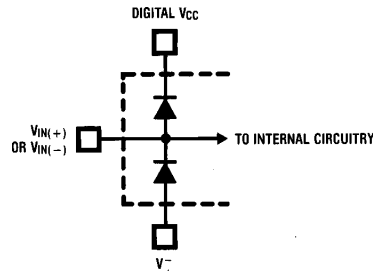 DIGITAL VCC
VIN(+)
OR VIN(−)
TO INTERNAL CIRCUITRY
V−